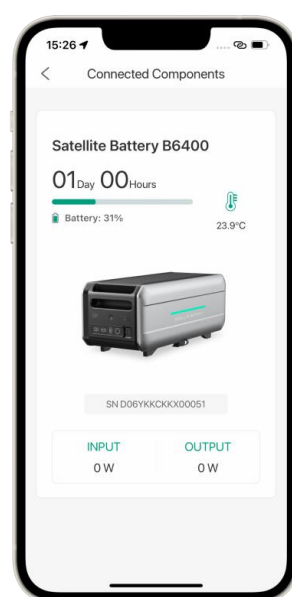 15:26
Connected Components
Satellite Battery B6400
01Day 00Hours
Battery: 31%
23.9°C
SN D06YKKCKKX00051
INPUT
OUTPUT
0 W
0 W